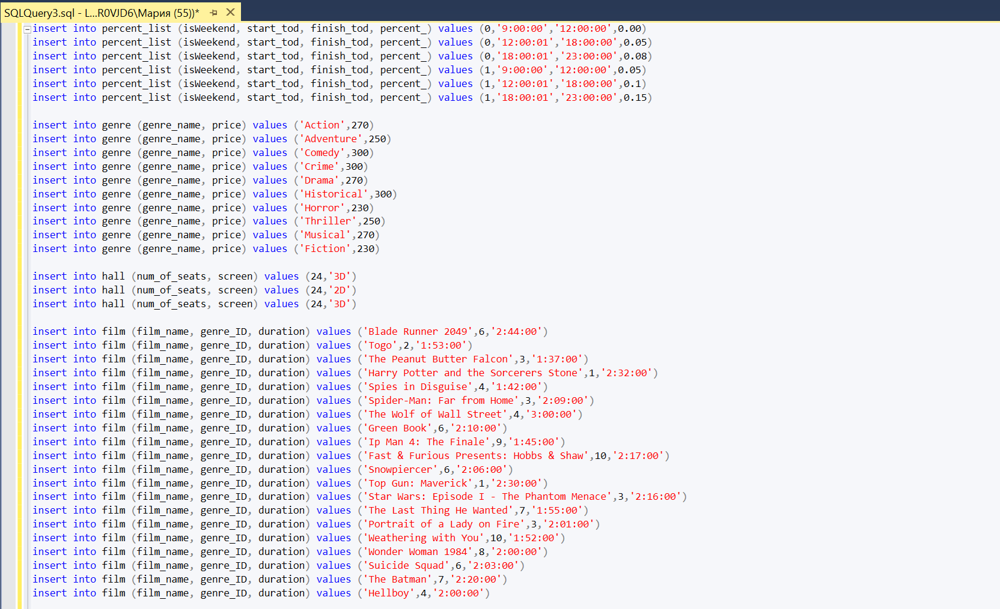 SQLQuery3.sql - L...R0VJD6\Мария (55))*
insert into percent_list (isWeekend, start_tod, finish_tod, percent_) values (0,'9:00:00','12:00:00',0.00)
insert into percent_list (isWeekend, start_tod, finish_tod, percent_) values (0,'12:00:01','18:00:00',0.05)
insert into percent_list (isWeekend, start_tod, finish_tod, percent_) values (0,'18:00:01','23:00:00',0.08)
insert into percent_list (isWeekend, start_tod, finish_tod, percent_) values (1,'9:00:00','12:00:00',0.05)
insert into percent_list (isWeekend, start_tod, finish_tod, percent_) values (1,'12:00:01','18:00:00',0.1)
insert into percent_list (isWeekend, start_tod, finish_tod, percent_) values (1,'18:00:01','23:00:00',0.15)
insert into genre (genre_name, price) values ('Action',270)
insert into genre (genre_name, price) values ('Adventure',250)
insert into genre (genre_name, price) values ('Comedy',300)
insert into genre (genre_name, price) values ('Crime',300)
insert into genre (genre_name, price) values ('Drama',270)
insert into genre (genre_name, price) values ('Historical',300)
insert into genre (genre_name, price) values ('Horror',230)
insert into genre (genre_name, price) values ('Thriller',250)
insert into genre (genre_name, price) values ('Musical',270)
insert into genre (genre_name, price) values ('Fiction',230)
insert into hall (num_of_seats, screen) values (24,'3D')
insert into hall (num_of_seats, screen) values (24,'2D')
insert into hall (num_of_seats, screen) values (24,'3D')
insert into film (film_name, genre_ID, duration) values ('Blade Runner 2049',6,'2:44:00')
insert into film (film_name, genre_ID, duration) values ('Togo',2,'1:53:00')
insert into film (film_name, genre_ID, duration) values ('The Peanut Butter Falcon',3,'1:37:00')
insert into film (film_name, genre_ID, duration) values ('Harry Potter and the Sorcerers Stone',1,'2:32:00')
insert into film (film_name, genre_ID, duration) values ('Spies in Disguise',4,'1:42:00')
insert into film (film_name, genre_ID, duration) values ('Spider-Man: Far from Home',3,'2:09:00')
insert into film (film_name, genre_ID, duration) values ('The Wolf of Wall Street',4,'3:00:00')
insert into film (film_name, genre_ID, duration) values ('Green Book',6,'2:10:00')
insert into film (film_name, genre_ID, duration) values ('Ip Man 4: The Finale',9,'1:45:00')
insert into film (film_name, genre_ID, duration) values ('Fast & Furious Presents: Hobbs & Shaw',10,'2:17:00')
insert into film (film_name, genre_ID, duration) values ('Snowpiercer',6,'2:06:00')
insert into film (film_name, genre_ID, duration) values ('Top Gun: Maverick',1,'2:30:00')
insert into film (film_name, genre_ID, duration) values ('Star Wars: Episode I - The Phantom Menace',3,'2:16:00')
insert into film (film_name, genre_ID, duration) values ('The Last Thing He Wanted',7,'1:55:00')
insert into film (film_name, genre_ID, duration) values ('Portrait of a Lady on Fire',3,'2:01:00')
insert into film (film_name, genre_ID, duration) values ('Weathering with You',10,'1:52:00')
insert into film (film_name, genre_ID, duration) values ('Wonder Woman 1984',8,'2:00:00')
insert into film (film_name, genre_ID, duration) values ('Suicide Squad',6,'2:03:00')
insert into film (film_name, genre_ID, duration) values ('The Batman',7,'2:20:00')
insert into film (film_name, genre_ID, duration) values ('Hellboy',4,'2:00:00')